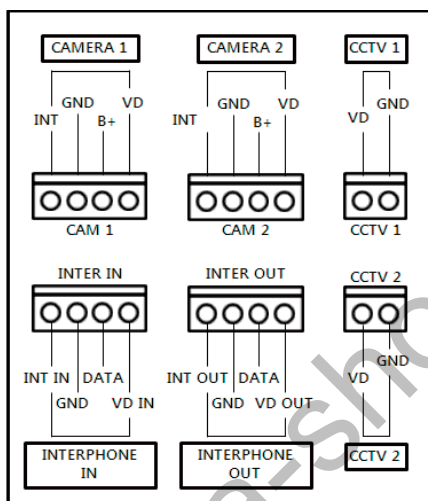 CAMERA 1
CAMERA 2
CCTV 1
INT GND B+ VD
INT GND B+ VD
VD GND
CAM 1
CAM 2
CCTV 1
INTER IN
INTER OUT
CCTV 2
INT IN GND DATA VD IN
INT OUT GND DATA VD OUT
VD GND
INTERPHONE
IN
INTERPHONE
OUT
CCTV 2